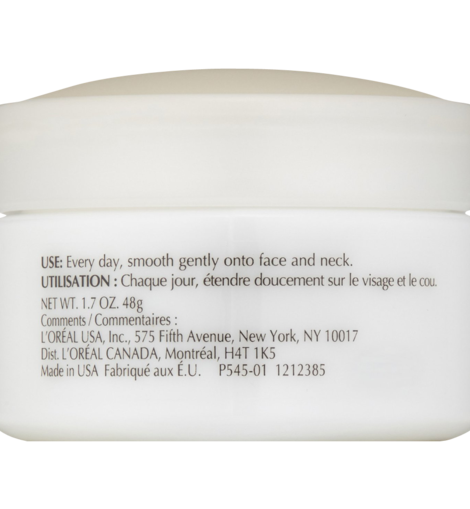 USE: Every day, smooth gently onto face and neck.
UTILISATION : Chaque jour, étendre doucement sur le visage et le cou.
NET WT. 1.7 OZ. 48g
Comments / Commentaires :
L'ORÉAL USA, Inc., 575 Fifth Avenue, New York, NY 10017
Dist. L'ORÉAL CANADA, Montréal, H4T 1K5
Made in USA Fabriqué aux É.U. P545-01 1212385